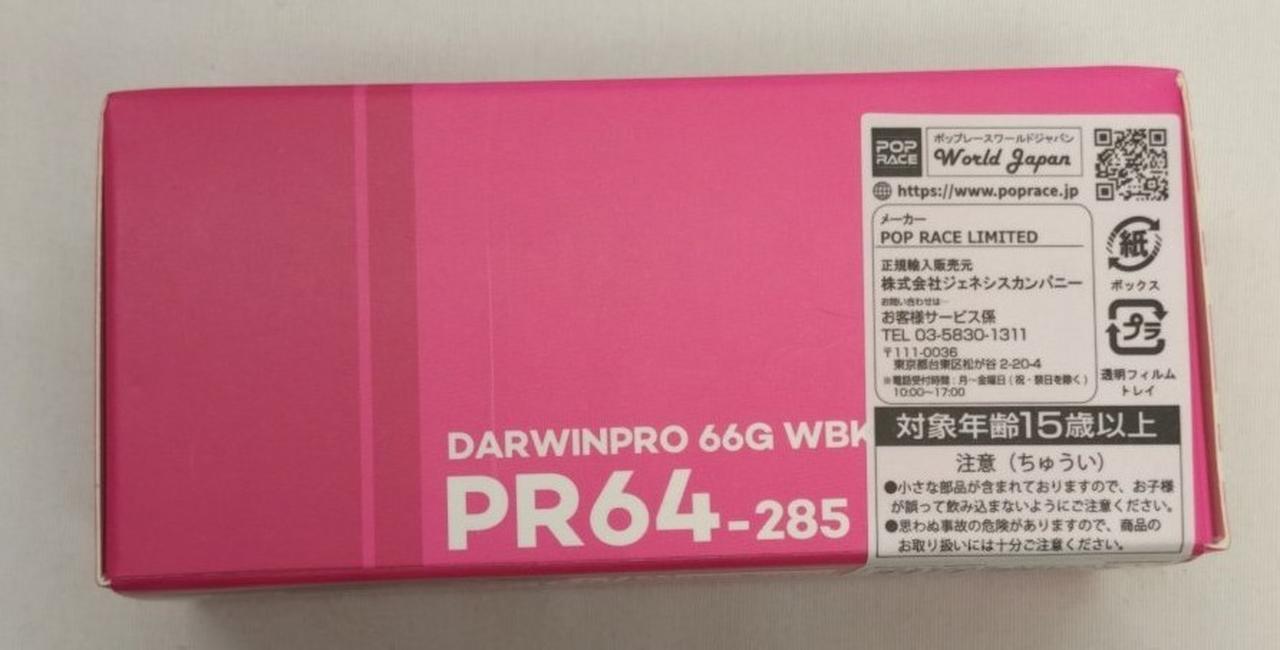 DARWINPRO 66G WBK
PR64-285
POP RACE
ポップレースワールドジャパン
World Japan
https://www.poprace.jp
メーカー
POP RACE LIMITED
正規輸入販売元
株式会社ジェネシスカンパニー
お問い合わせは…
お客様サービス係
TEL 03-5830-1311
〒111-0036
東京都台東区松が谷 2-20-4
※電話受付時間：月〜金曜日(祝・祭日を除く)
10:00〜17:00
紙
ボックス
プラ
透明フィルム
トレイ
対象年齢15歳以上
注意（ちゅうい）
●小さな部品が含まれておりますので、お子様
が誤って飲み込まないようにご注意ください。
●思わぬ事故の危険がありますので、商品の
お取り扱いには十分ご注意ください。